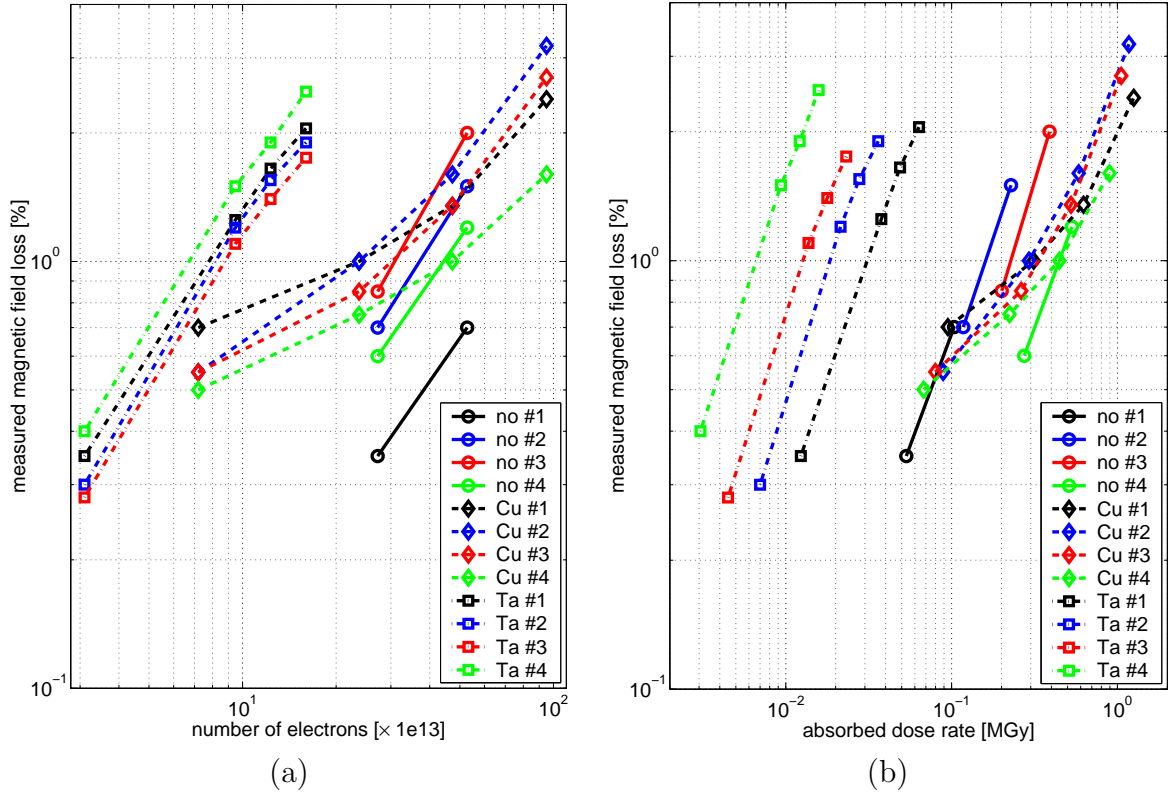 measured magnetic field loss [%]
10^0
10^−1
10^1
10^2
number of electrons [× 1e13]
no #1
no #2
no #3
no #4
Cu #1
Cu #2
Cu #3
Cu #4
Ta #1
Ta #2
Ta #3
Ta #4
(a)
measured magnetic field loss [%]
10^0
10^−1
10^−2
10^−1
10^0
absorbed dose rate [MGy]
no #1
no #2
no #3
no #4
Cu #1
Cu #2
Cu #3
Cu #4
Ta #1
Ta #2
Ta #3
Ta #4
(b)